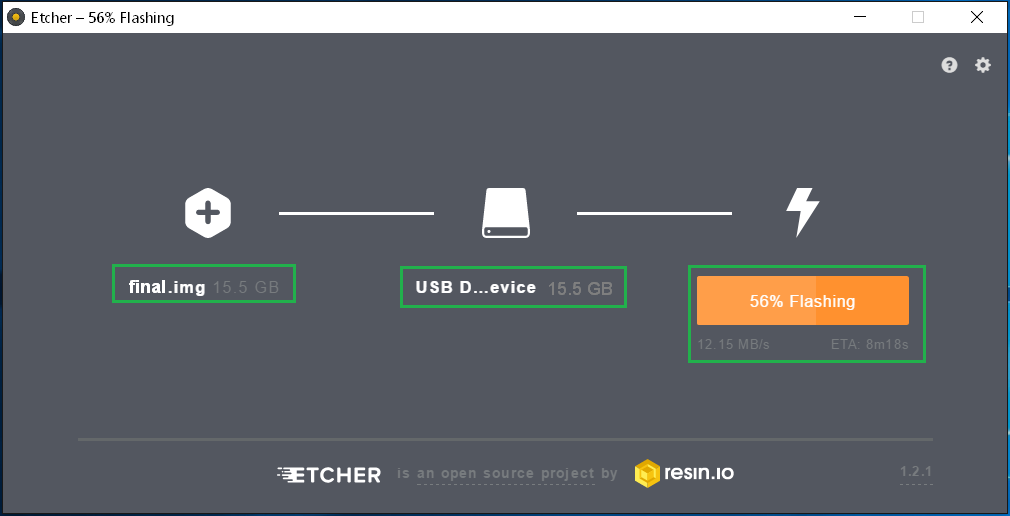 Etcher – 56% Flashing
final.img 15.5 GB
USB D...evice 15.5 GB
56% Flashing
12.15 MB/s ETA: 8m18s
ETCHER is an open source project by resin.io 1.2.1